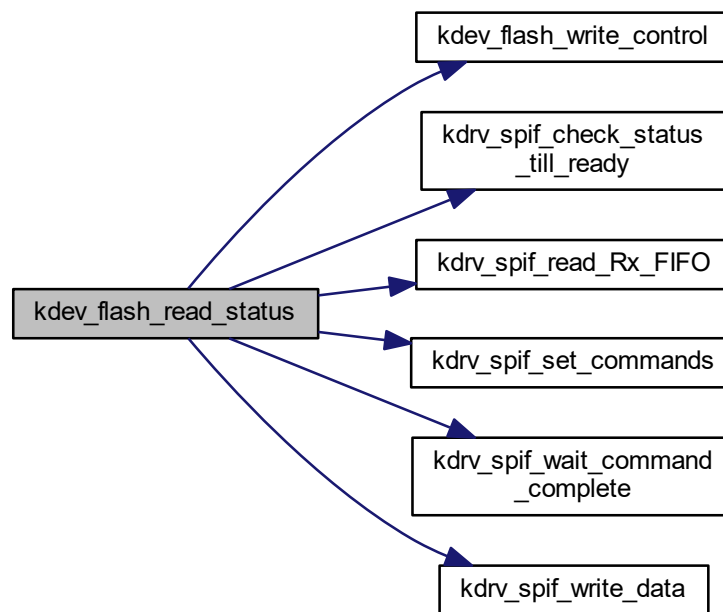 kdev_flash_write_control
kdrv_spif_check_status
_till_ready
kdrv_spif_read_Rx_FIFO
kdev_flash_read_status
kdrv_spif_set_commands
kdrv_spif_wait_command
_complete
kdrv_spif_write_data